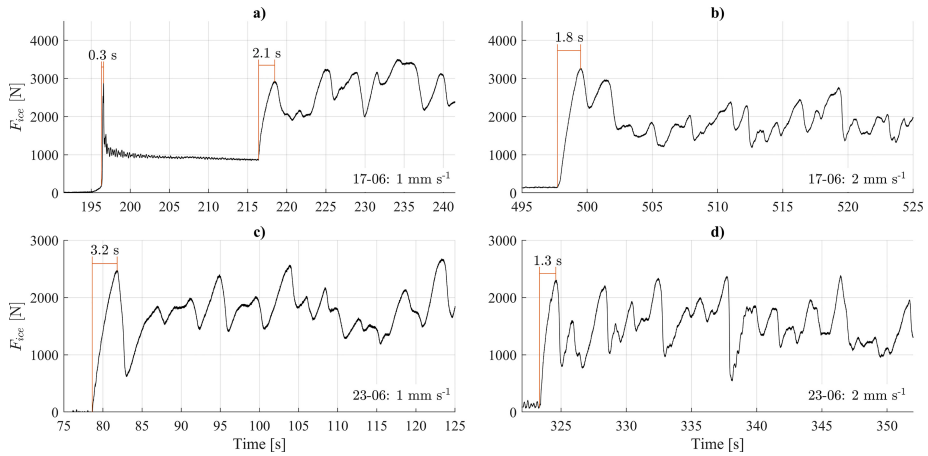 a)
b)
0.3 s
2.1 s
1.8 s
4000
3000
2000
1000
0
F_ice [N]
17-06: 1 mm s⁻¹
195 200 205 210 215 220 225 230 235 240
4000
3000
2000
1000
0
17-06: 2 mm s⁻¹
495 500 505 510 515 520 525
c)
d)
3.2 s
1.3 s
3000
2000
1000
0
F_ice [N]
23-06: 1 mm s⁻¹
75 80 85 90 95 100 105 110 115 120 125
Time [s]
3000
2000
1000
0
23-06: 2 mm s⁻¹
325 330 335 340 345 350
Time [s]